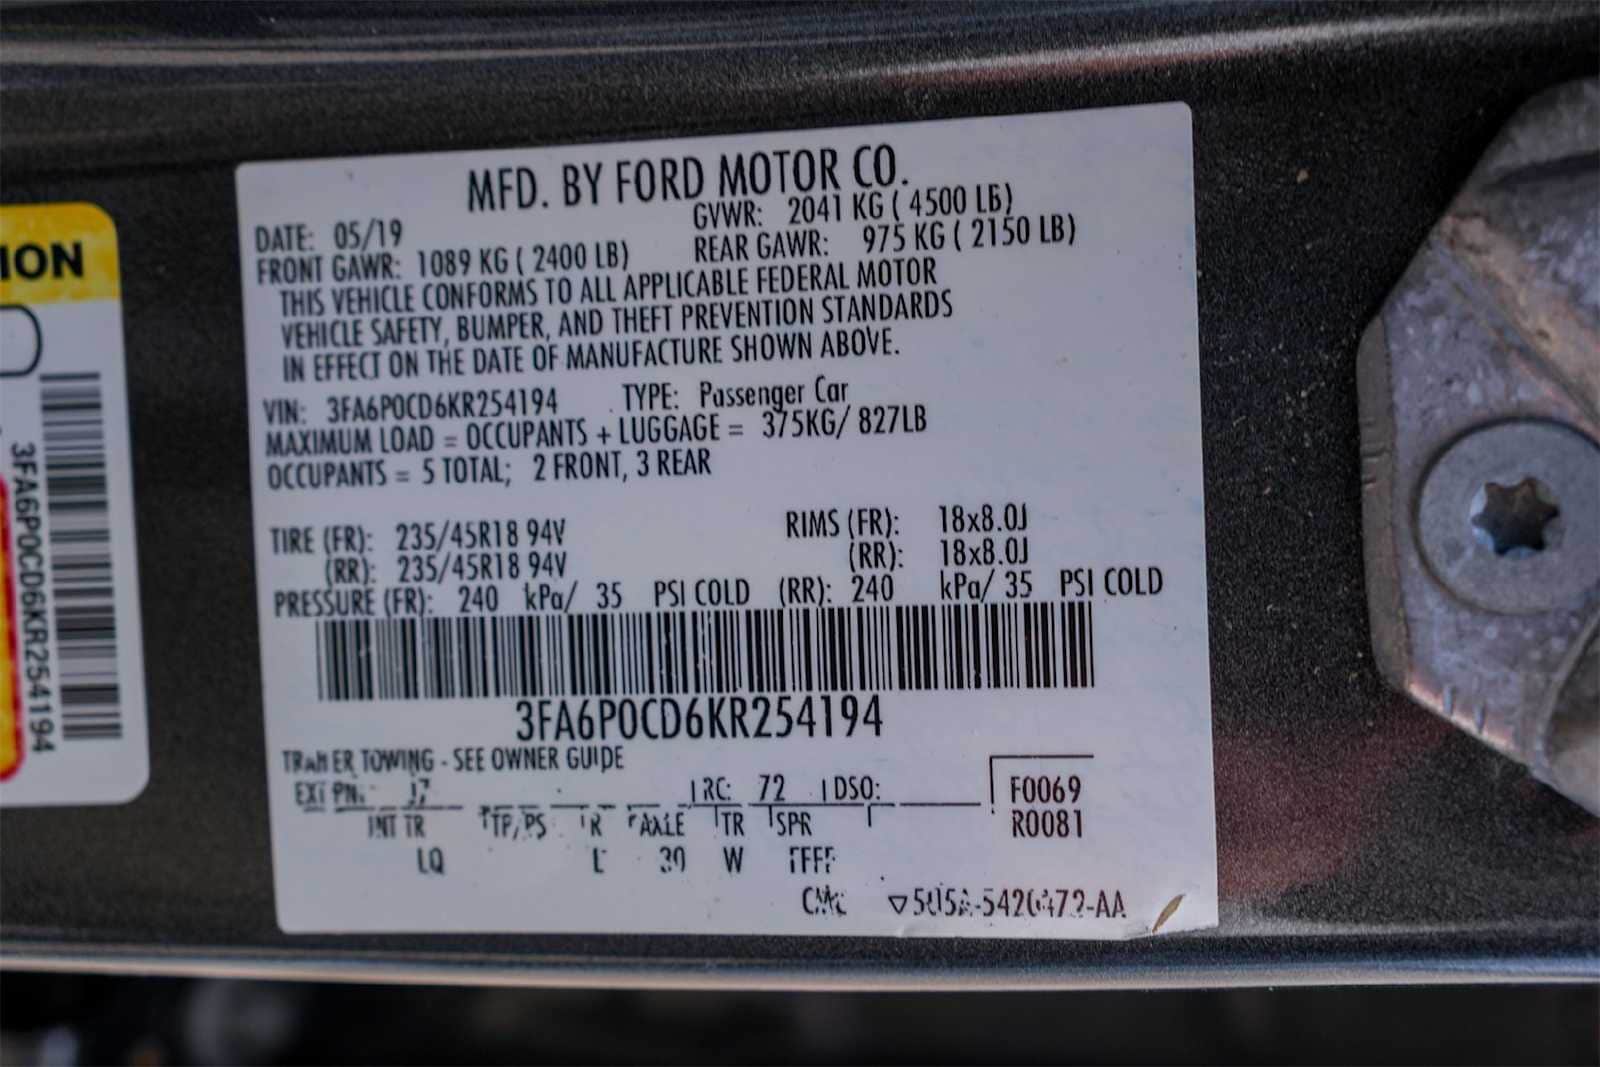 ION
3FA6P0CD6KR254194
MFD. BY FORD MOTOR CO.
DATE: 05/19 GVWR: 2041 KG ( 4500 LB)
FRONT GAWR: 1089 KG ( 2400 LB) REAR GAWR: 975 KG ( 2150 LB)
THIS VEHICLE CONFORMS TO ALL APPLICABLE FEDERAL MOTOR
VEHICLE SAFETY, BUMPER, AND THEFT PREVENTION STANDARDS
IN EFFECT ON THE DATE OF MANUFACTURE SHOWN ABOVE.
VIN: 3FA6P0CD6KR254194 TYPE: Passenger Car
MAXIMUM LOAD = OCCUPANTS + LUGGAGE = 375KG/ 827LB
OCCUPANTS = 5 TOTAL; 2 FRONT, 3 REAR
TIRE (FR): 235/45R18 94V RIMS (FR): 18x8.0J
(RR): 235/45R18 94V (RR): 18x8.0J
PRESSURE (FR): 240 kPa/ 35 PSI COLD (RR): 240 kPa/ 35 PSI COLD
3FA6P0CD6KR254194
TRAILER TOWING - SEE OWNER GUIDE
EXT PNT: RC: 72 DSO: F0069
INT TR TP/PS R AXLE TR SPR R0081
LQ W